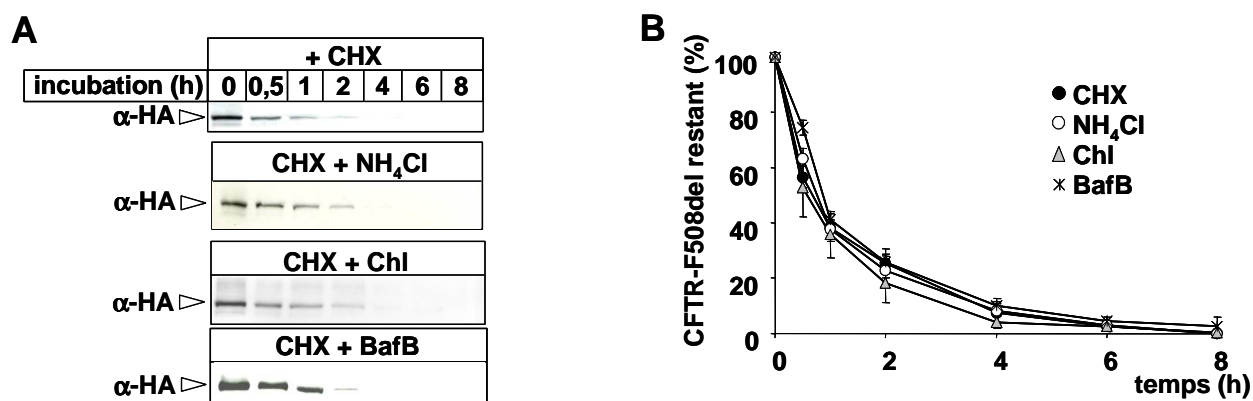 A
+ CHX
incubation (h) 0 0,5 1 2 4 6 8
α-HA
CHX + NH₄Cl
α-HA
CHX + Chl
α-HA
CHX + BafB
α-HA
B
CFTR-F508del restant (%)
100
80
60
40
20
0
0 2 4 6 8
temps (h)
CHX
NH₄Cl
Chl
BafB